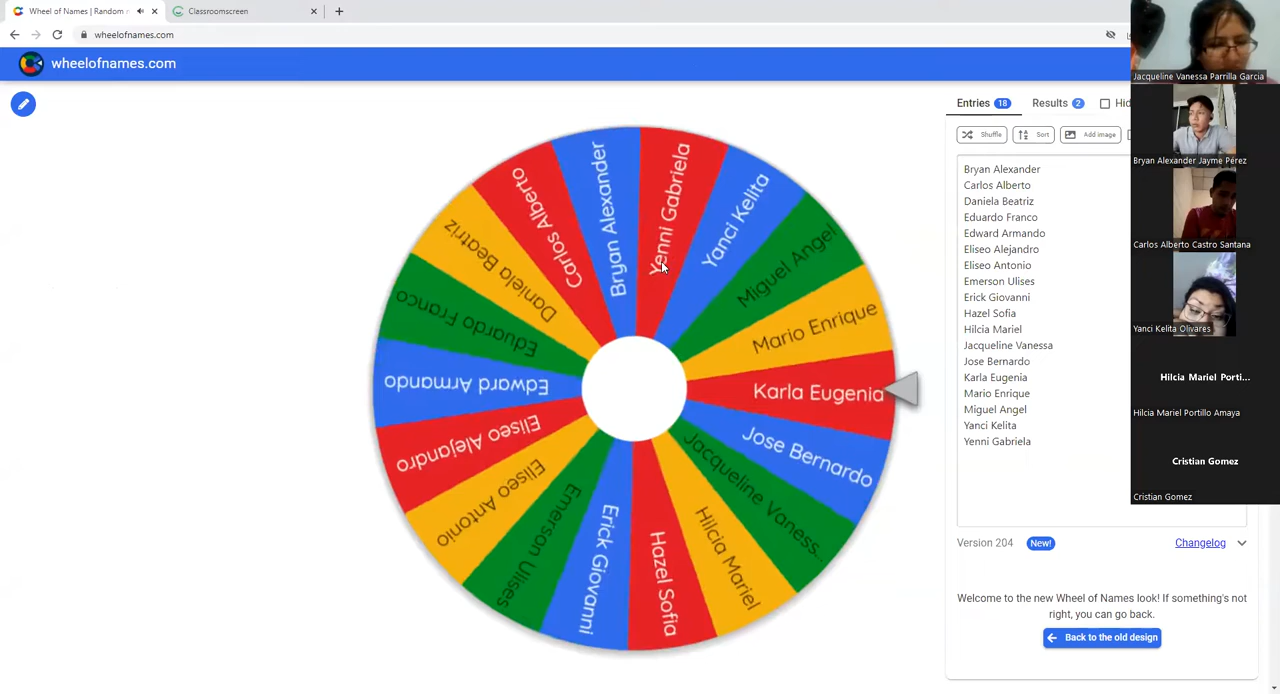 Wheel of Names | Random
Classroomscreen
wheelofnames.com
wheelofnames.com
Entries 18
Results 2
Hid
Shuffle
Sort
Add image
Bryan Alexander
Carlos Alberto
Daniela Beatriz
Eduardo Franco
Edward Armando
Eliseo Alejandro
Eliseo Antonio
Emerson Ulises
Erick Giovanni
Hazel Sofia
Hilcia Mariel
Jacqueline Vanessa
Jose Bernardo
Karla Eugenia
Mario Enrique
Miguel Angel
Yanci Kelita
Yenni Gabriela
Bryan Alexander
Yenni Gabriela
Yanci Kelita
Miguel Angel
Mario Enrique
Karla Eugenia
Jose Bernardo
Jacqueline Vaness...
Hilcia Mariel
Hazel Sofia
Erick Giovanni
Emerson Ulises
Eliseo Antonio
Eliseo Alejandro
Edward Armando
Eduardo Franco
Daniela Beatriz
Carlos Alberto
Version 204
New!
Changelog
Welcome to the new Wheel of Names look! If something's not
right, you can go back.
Back to the old design
Jacqueline Vanessa Parrilla Garcia
Bryan Alexander Jayme Pérez
Carlos Alberto Castro Santana
Yanci Kelita Olivares
Hilcia Mariel Porti...
Hilcia Mariel Portillo Amaya
Cristian Gomez
Cristian Gomez